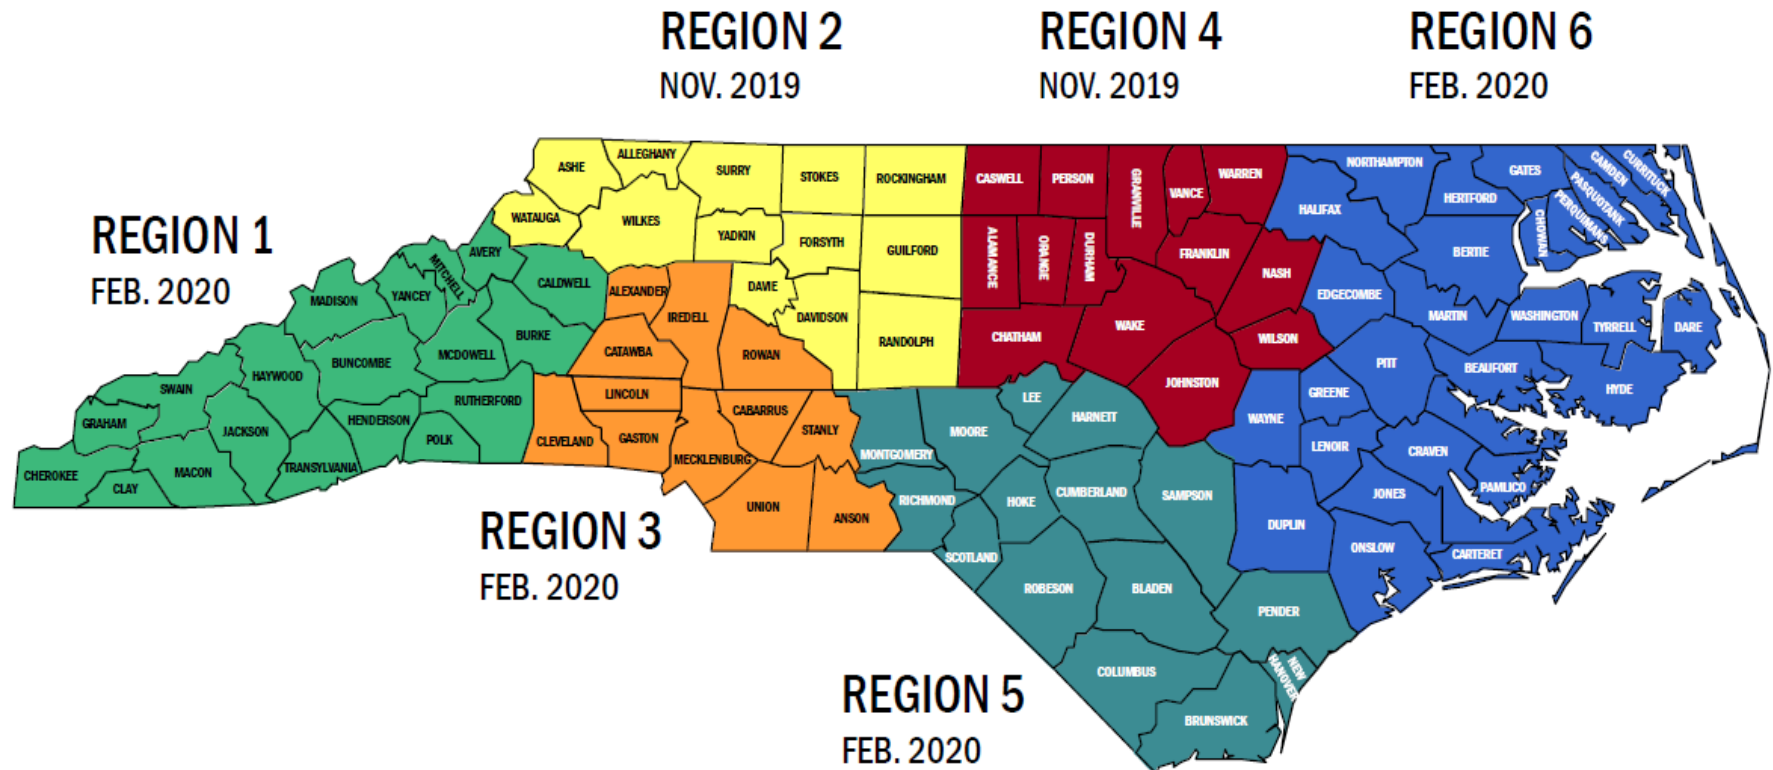 REGION 2
NOV. 2019
REGION 4
NOV. 2019
REGION 6
FEB. 2020
REGION 1
FEB. 2020
REGION 3
FEB. 2020
REGION 5
FEB. 2020
ASHE
ALLEGHANY
SURRY
STOKES
ROCKINGHAM
WATAUGA
WILKES
YADKIN
FORSYTH
GUILFORD
DAVIE
DAVIDSON
RANDOLPH
CASWELL
PERSON
GRANVILLE
VANCE
WARREN
ALAMANCE
ORANGE
DURHAM
FRANKLIN
NASH
CHATHAM
WAKE
WILSON
JOHNSTON
NORTHAMPTON
GATES
CAMDEN
CURRITUCK
PASQUOTANK
PERQUIMANS
HALIFAX
HERTFORD
CHOWAN
BERTIE
EDGECOMBE
MARTIN
WASHINGTON
TYRRELL
DARE
PITT
BEAUFORT
HYDE
GREENE
WAYNE
LENOIR
CRAVEN
PAMLICO
JONES
DUPLIN
ONSLOW
CARTERET
AVERY
MITCHELL
CALDWELL
MADISON
YANCEY
BURKE
MCDOWELL
BUNCOMBE
HAYWOOD
SWAIN
RUTHERFORD
GRAHAM
HENDERSON
JACKSON
POLK
TRANSYLVANIA
MACON
CHEROKEE
CLAY
ALEXANDER
IREDELL
CATAWBA
ROWAN
LINCOLN
CABARRUS
STANLY
CLEVELAND
GASTON
MECKLENBURG
UNION
ANSON
LEE
HARNETT
MOORE
MONTGOMERY
RICHMOND
HOKE
CUMBERLAND
SAMPSON
SCOTLAND
ROBESON
BLADEN
PENDER
COLUMBUS
NEW
HANOVER
BRUNSWICK